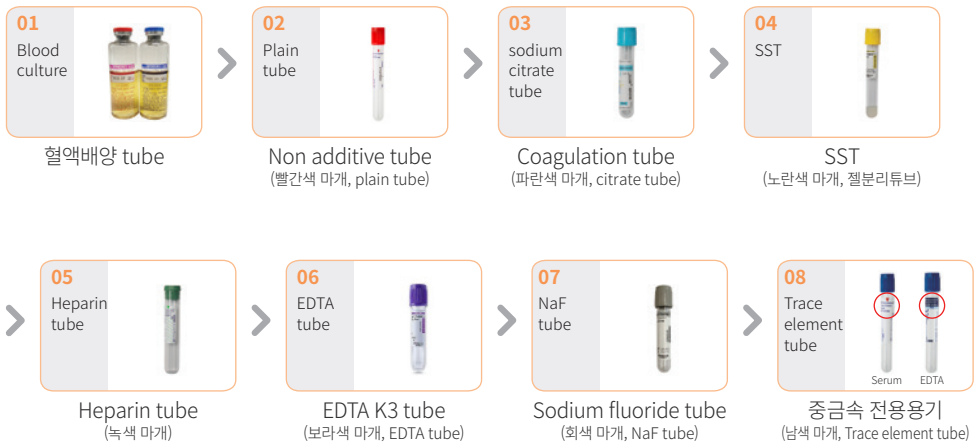 01
Blood
culture
혈액배양 tube
02
Plain
tube
Non additive tube
(빨간색 마개, plain tube)
03
sodium
citrate
tube
Coagulation tube
(파란색 마개, citrate tube)
04
SST
SST
(노란색 마개, 젤분리튜브)
05
Heparin
tube
Heparin tube
(녹색 마개)
06
EDTA
tube
EDTA K3 tube
(보라색 마개, EDTA tube)
07
NaF
tube
Sodium fluoride tube
(회색 마개, NaF tube)
08
Trace
element
tube
Serum EDTA
중금속 전용용기
(남색 마개, Trace element tube)